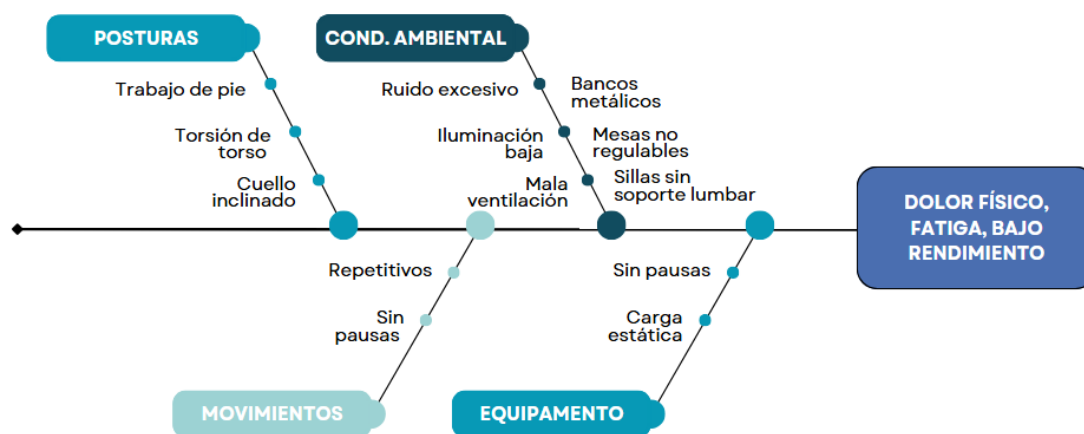 POSTURAS
Trabajo de pie
Torsión de
torso
Cuello
inclinado
COND. AMBIENTAL
Ruido excesivo
Iluminación
baja
Mala
ventilación
Bancos
metálicos
Mesas no
regulables
Sillas sin
soporte lumbar
DOLOR FÍSICO,
FATIGA, BAJO
RENDIMIENTO
Repetitivos
Sin
pausas
MOVIMIENTOS
Sin pausas
Carga
estática
EQUIPAMENTO